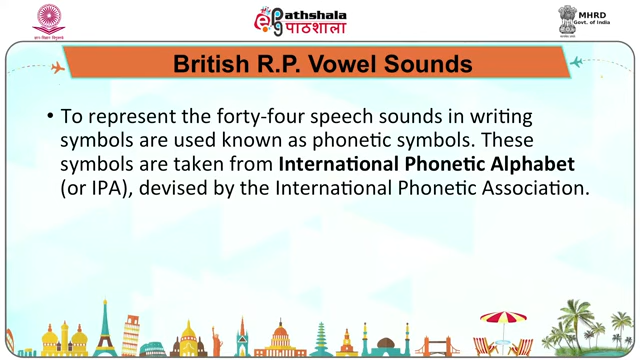 ePathshala
पाठशाला
MHRD
Govt. of India
British R.P. Vowel Sounds
• To represent the forty-four speech sounds in writing
symbols are used known as phonetic symbols. These
symbols are taken from International Phonetic Alphabet
(or IPA), devised by the International Phonetic Association.